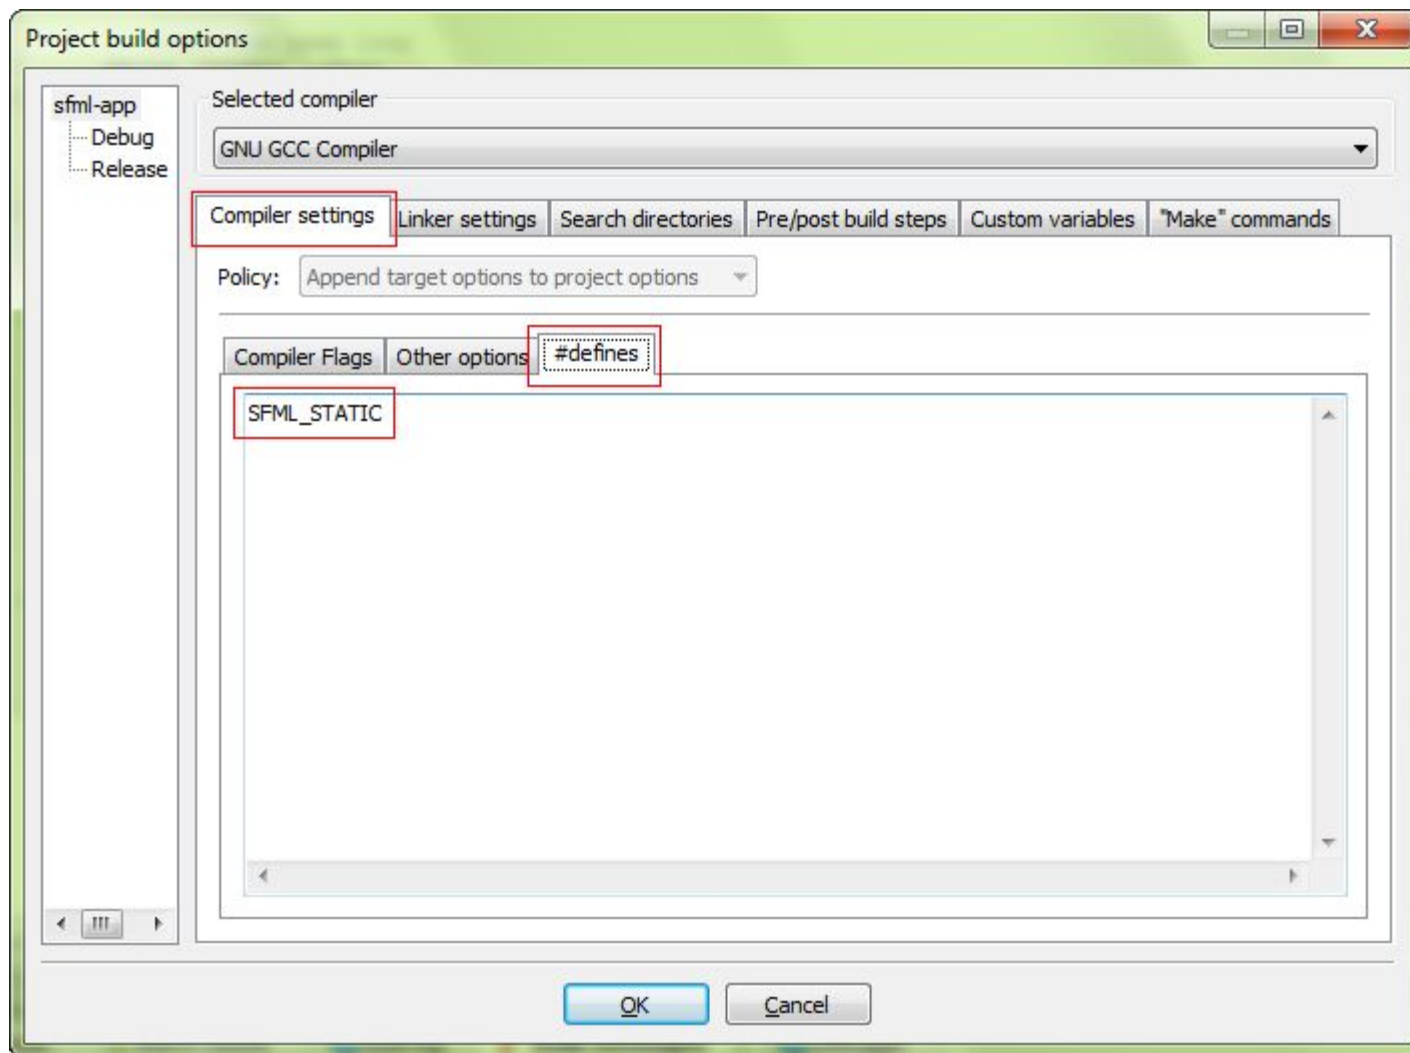 Project build options
sfml-app
Debug
Release
Selected compiler
GNU GCC Compiler
Compiler settings
Linker settings
Search directories
Pre/post build steps
Custom variables
"Make" commands
Policy:
Append target options to project options
Compiler Flags
Other options
#defines
SFML_STATIC
OK
Cancel